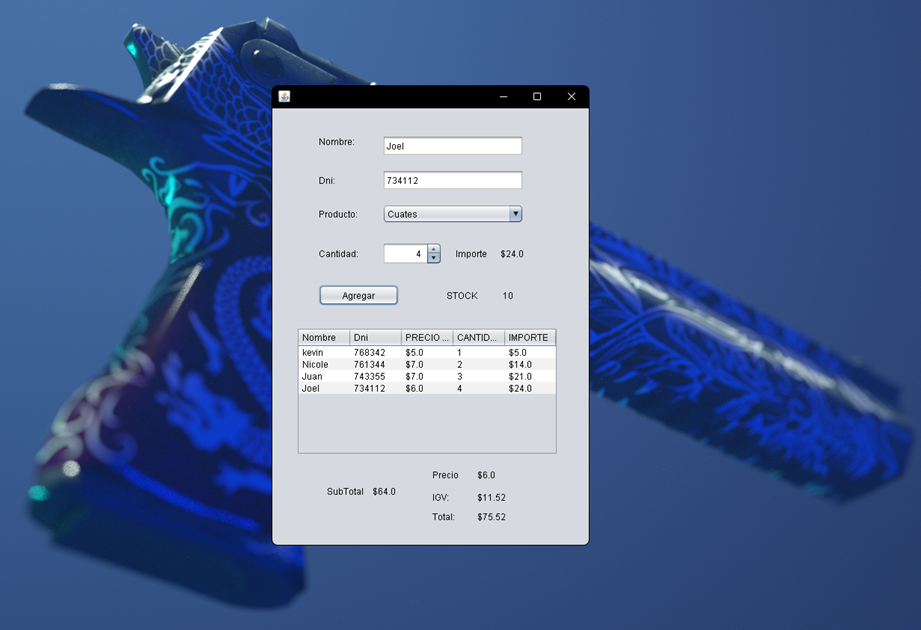 Nombre: Joel
Dni: 734112
Producto: Cuates
Cantidad: 4 Importe $24.0
Agregar STOCK 10
Nombre Dni PRECIO ... CANTID... IMPORTE
kevin 768342 $5.0 1 $5.0
Nicole 761344 $7.0 2 $14.0
Juan 743355 $7.0 3 $21.0
Joel 734112 $6.0 4 $24.0
Precio $6.0
SubTotal $64.0
IGV: $11.52
Total: $75.52